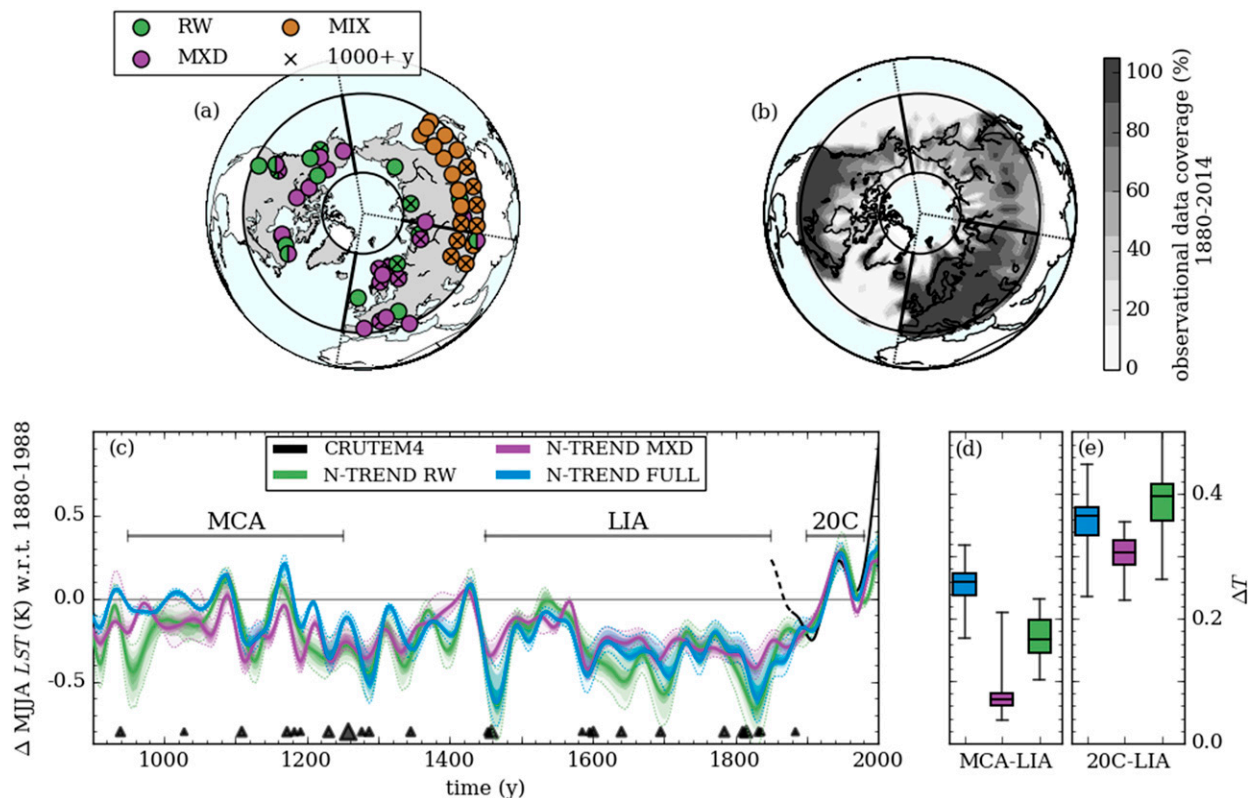 RW MIX
MXD 1000+ y
(a)
(b)
100
80
60
40
20
0
observational data coverage (%)
1880-2014
(c)
CRUTEM4 N-TREND MXD
N-TREND RW N-TREND FULL
MCA LIA 20C
0.5
0.0
-0.5
Δ MJJA LST (K) w.r.t. 1880-1988
1000 1200 1400 1600 1800 2000
time (y)
(d) (e)
0.4
0.2
0.0
ΔT
MCA-LIA 20C-LIA